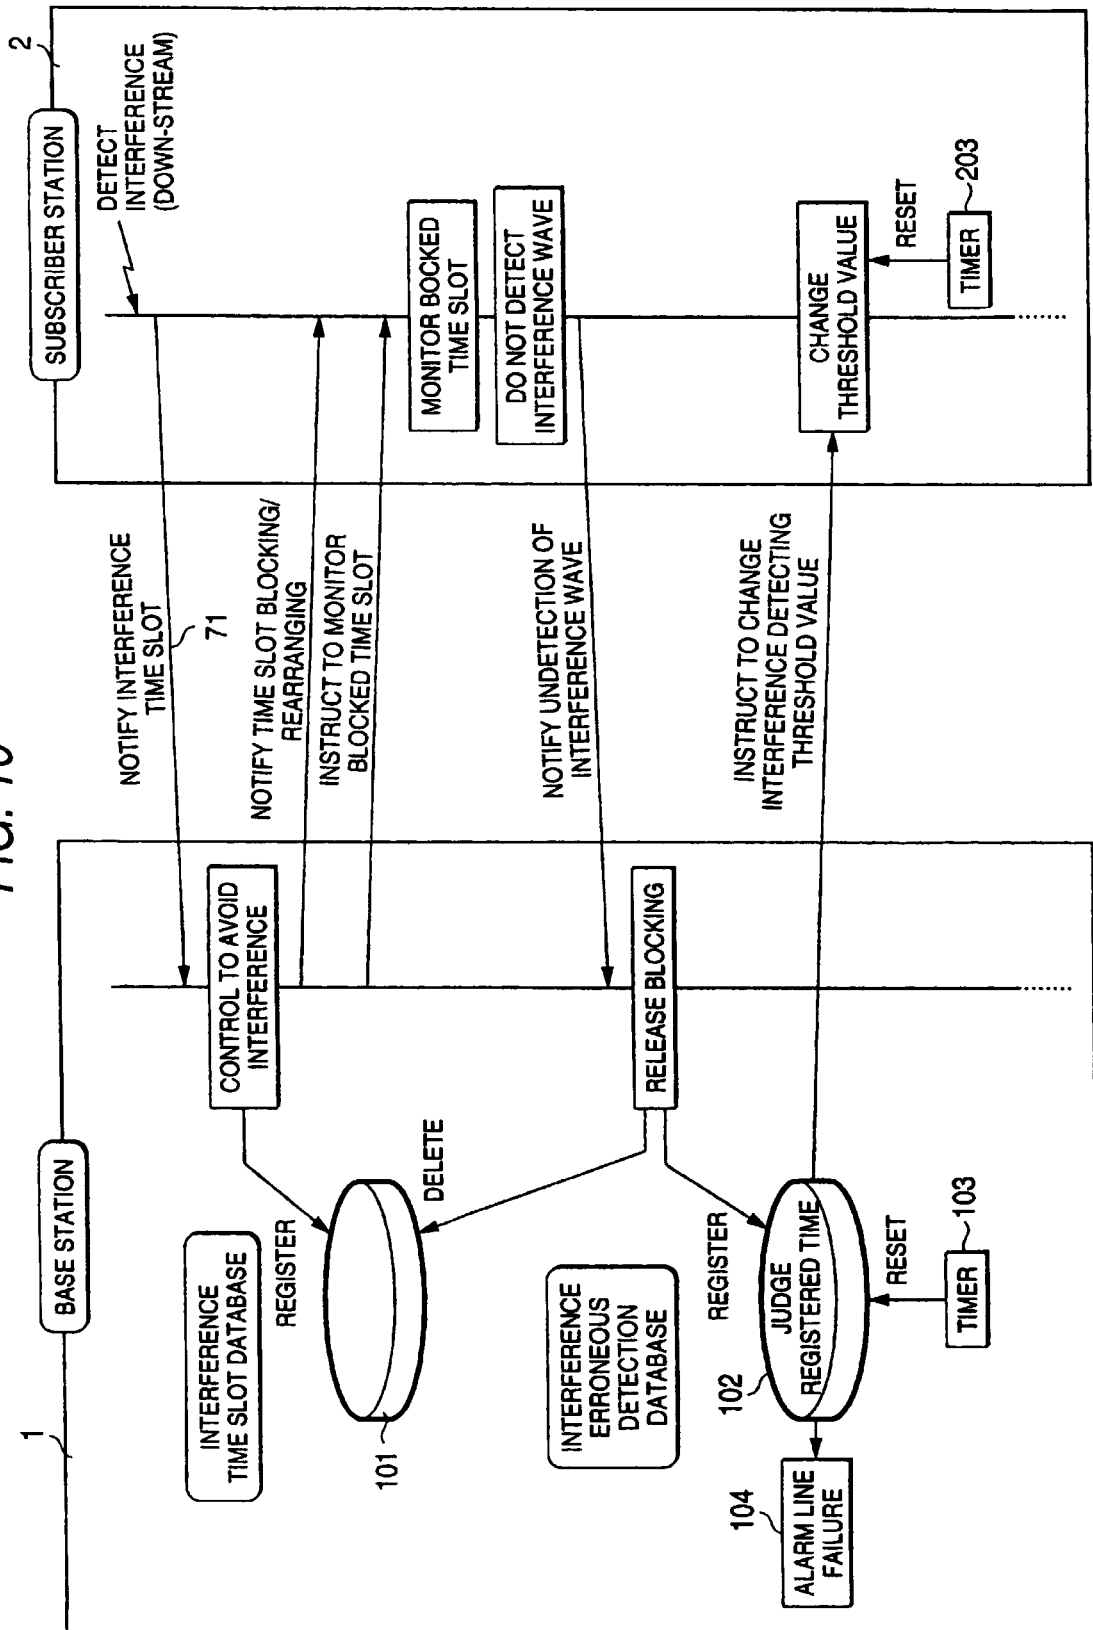 FIG. 10
1
BASE STATION
SUBSCRIBER STATION
2
DETECT
INTERFERENCE
(DOWN-STREAM)
NOTIFY INTERFERENCE
TIME SLOT
71
INTERFERENCE
TIME SLOT DATABASE
CONTROL TO AVOID
INTERFERENCE
REGISTER
101
DELETE
NOTIFY TIME SLOT BLOCKING/
REARRANGING
INSTRUCT TO MONITOR
BLOCKED TIME SLOT
MONITOR BOCKED
TIME SLOT
DO NOT DETECT
INTERFERENCE WAVE
NOTIFY UNDETECTION OF
INTERFERENCE WAVE
INTERFERENCE
ERRONEOUS
DETECTION
DATABASE
RELEASE BLOCKING
REGISTER
102
JUDGE
REGISTERED TIME
INSTRUCT TO CHANGE
INTERFERENCE DETECTING
THRESHOLD VALUE
CHANGE
THRESHOLD VALUE
104
ALARM LINE
FAILURE
RESET
TIMER
103
RESET
TIMER
203